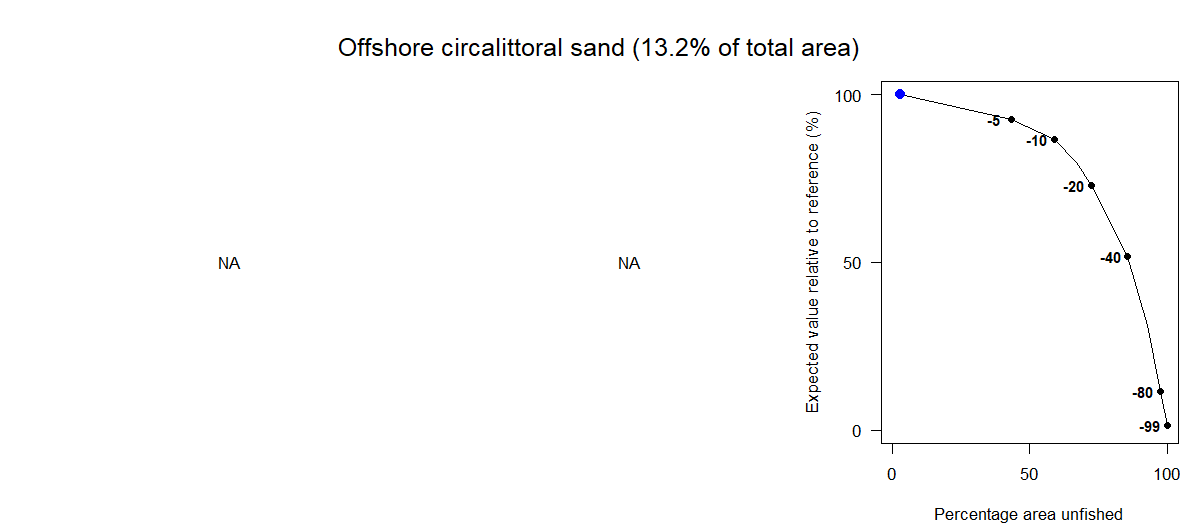 Offshore circalittoral sand (13.2% of total area)
NA
NA
Expected value relative to reference (%)
100
50
0
-5
-10
-20
-40
-80
-99
0 50 100
Percentage area unfished